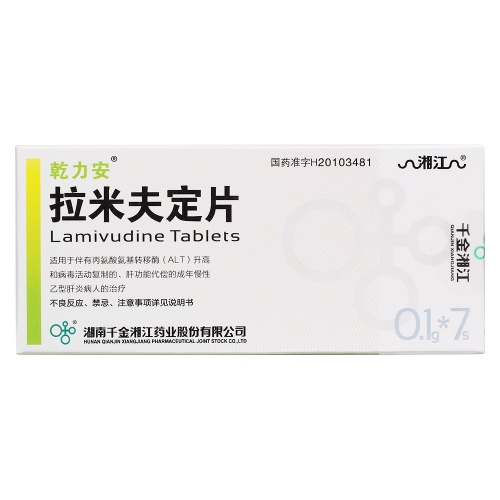 乾力安®
国药准字H20103481
湘江
拉米夫定片
Lamivudine Tablets
适用于伴有丙氨酸氨基转移酶（ALT）升高
和病毒活动复制的、肝功能代偿的成年慢性
乙型肝炎病人的治疗
不良反应、禁忌、注意事项详见说明书
湖南千金湘江药业股份有限公司
HUNAN QIANJIN XIANGJIANG PHARMACEUTICAL JOINT STOCK CO.,LTD
千金湘江
QIANJIN XIANGJIANG
0.1g*7s